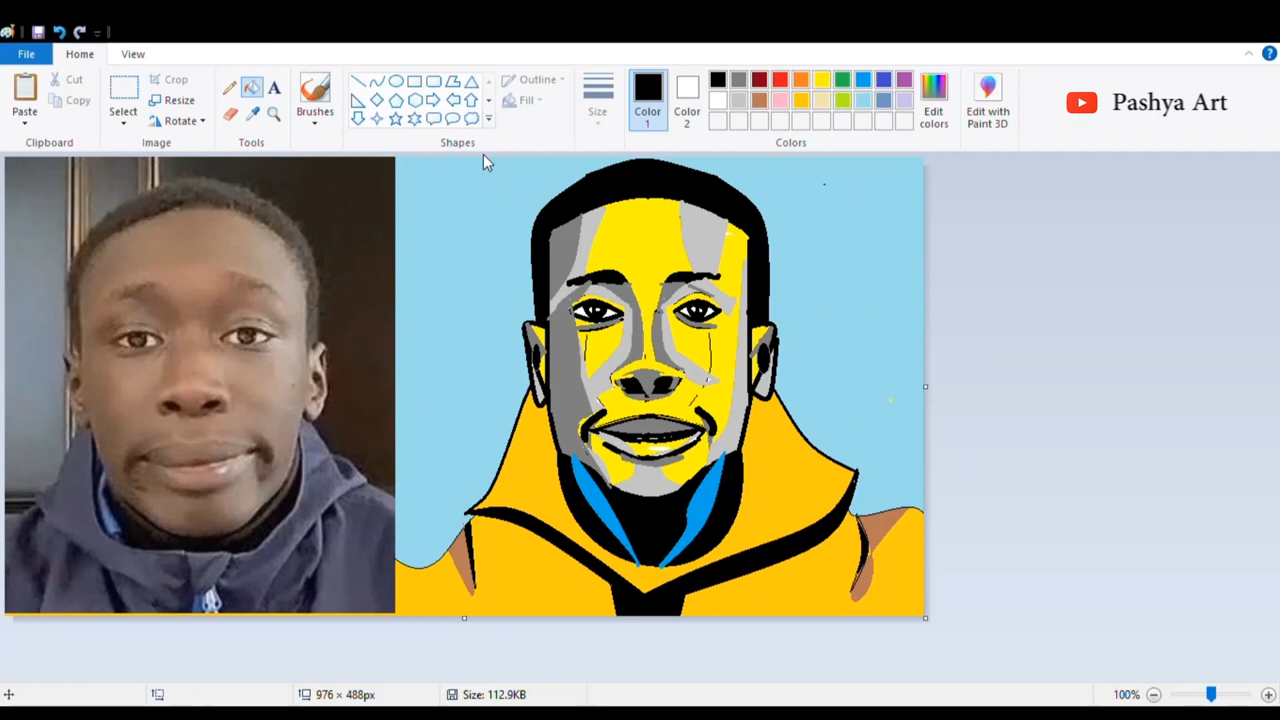 File Home View
Cut
Crop
Outline
Copy
Resize
Fill
Paste
Select
Rotate
Brushes
Size
Color
1
Color
2
Edit
colors
Edit with
Paint 3D
Clipboard
Image
Tools
Shapes
Colors
Pashya Art
976 × 488px
Size: 112.9KB
100%